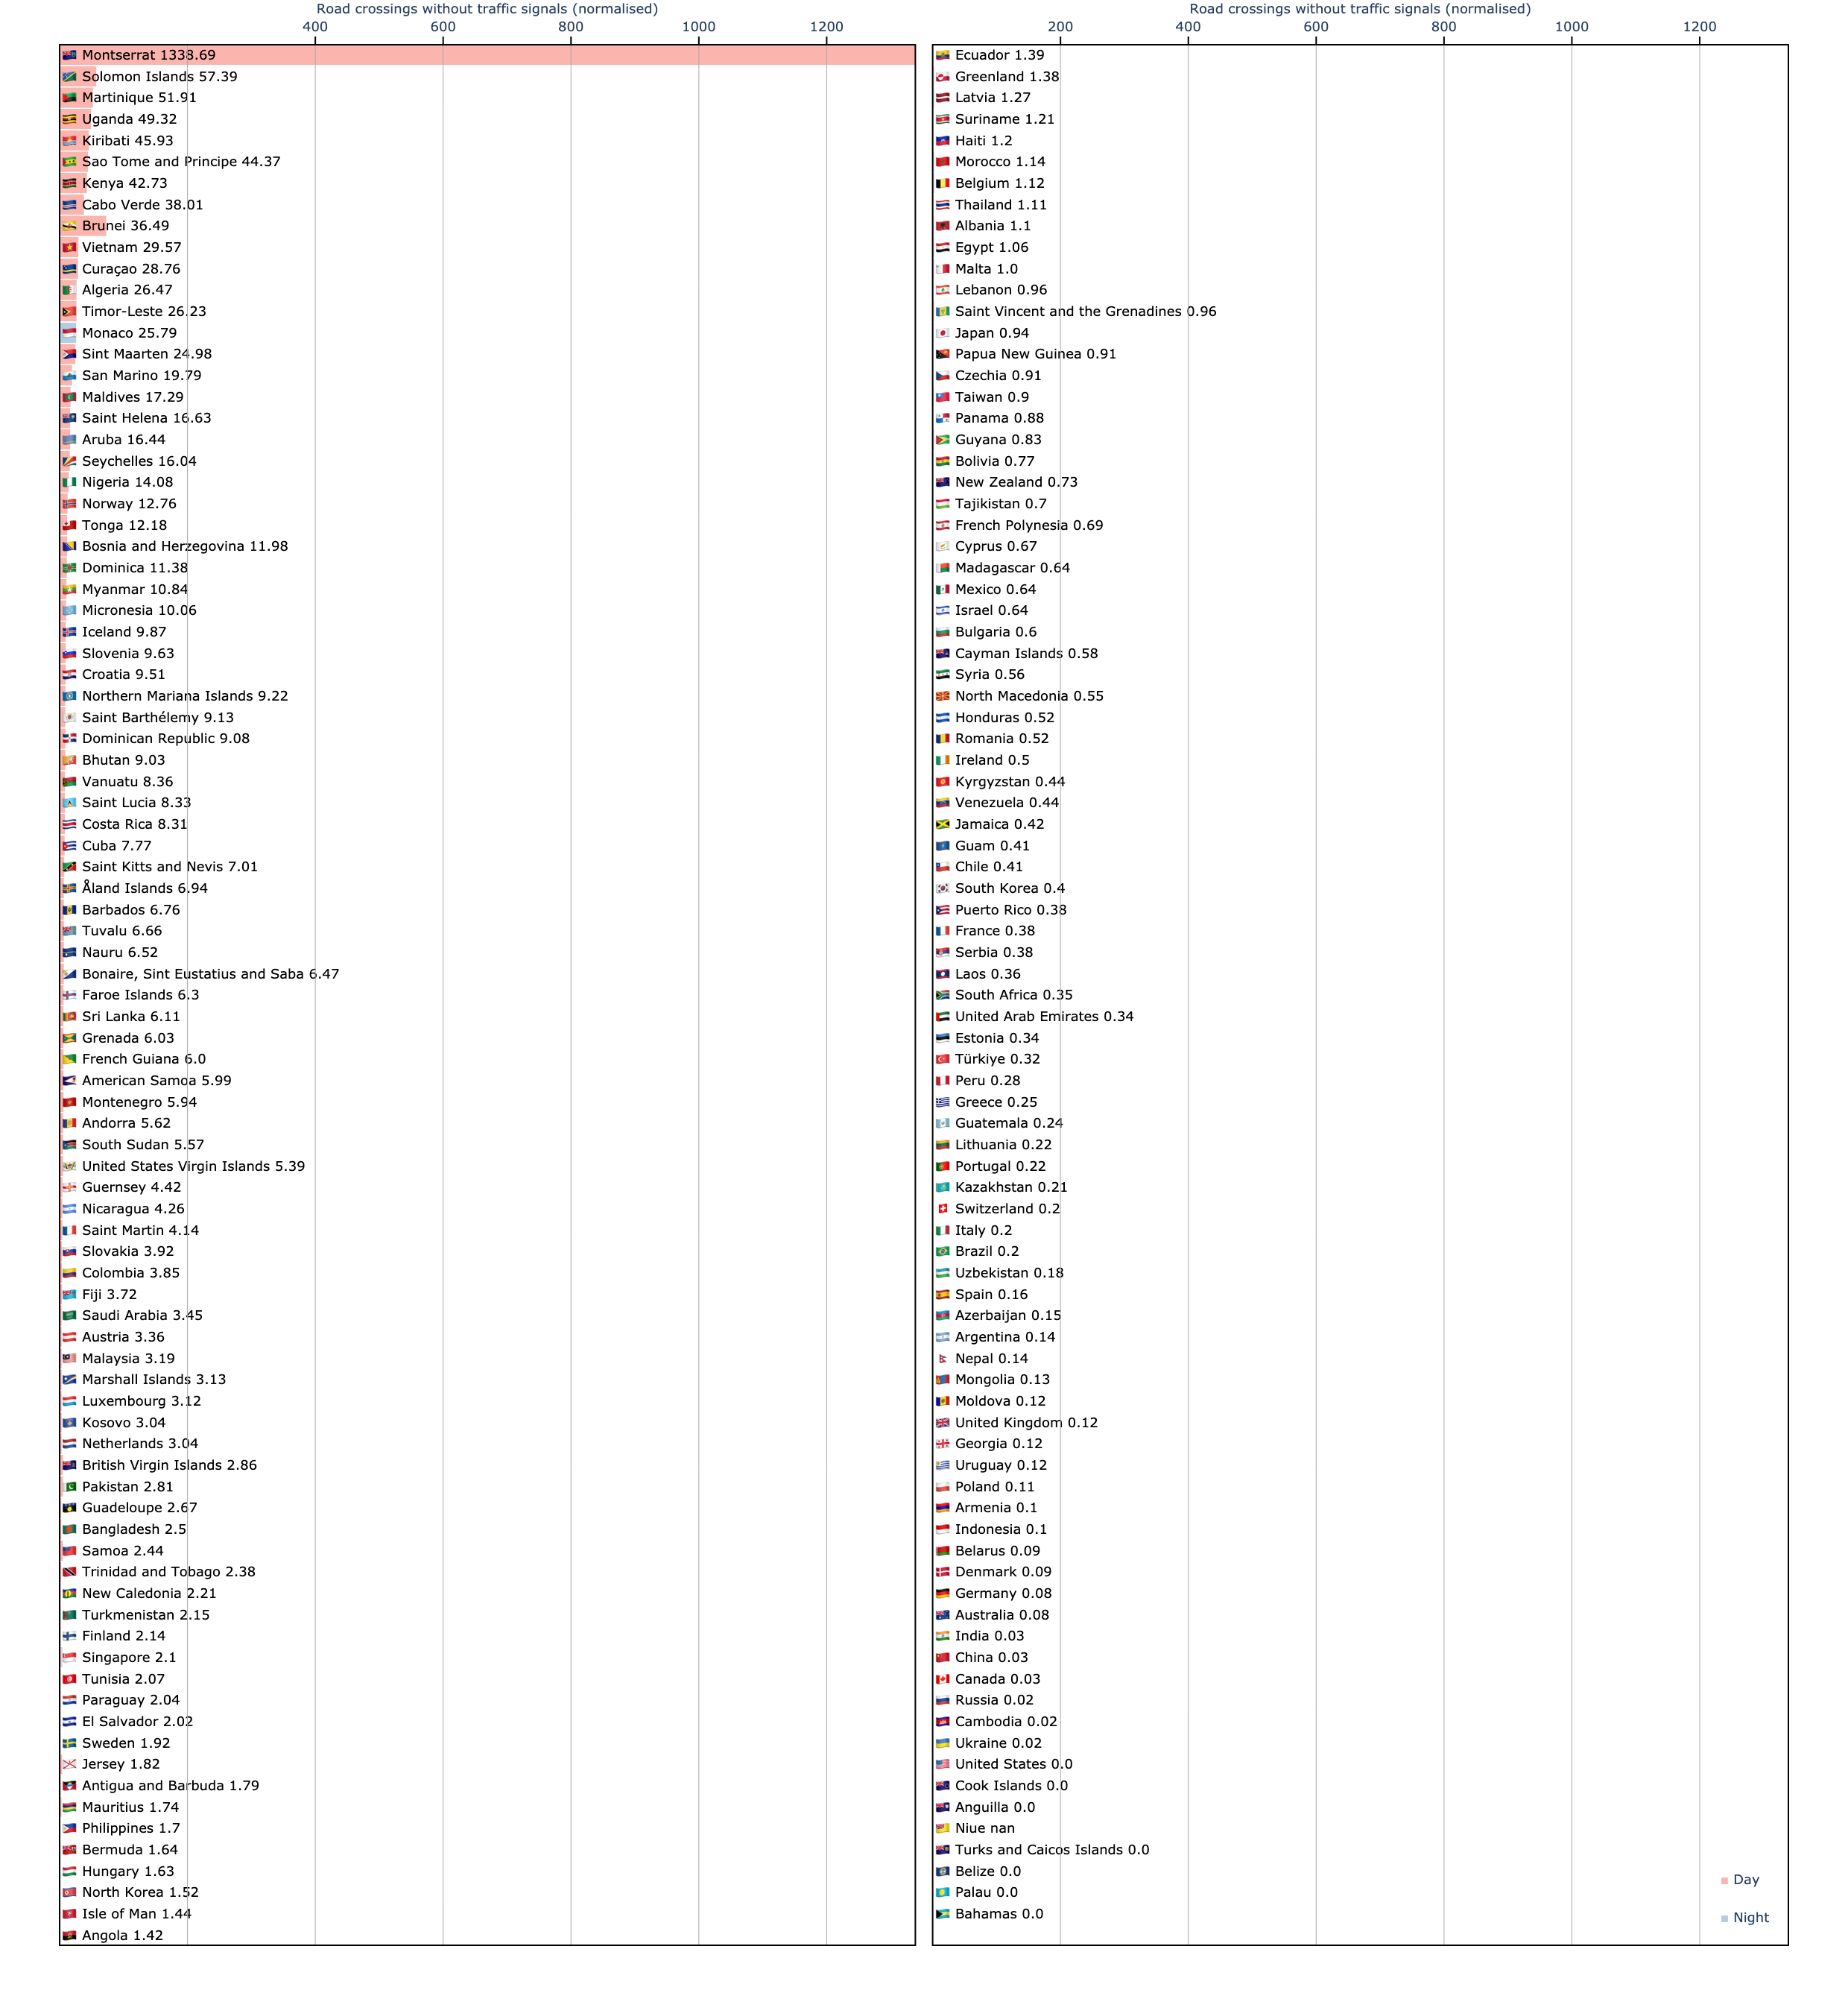 Road crossings without traffic signals (normalised)
400 600 800 1000 1200
Montserrat 1338.69
Solomon Islands 57.39
Martinique 51.91
Uganda 49.32
Kiribati 45.93
Sao Tome and Principe 44.37
Kenya 42.73
Cabo Verde 38.01
Brunei 36.49
Vietnam 29.57
Curaçao 28.76
Algeria 26.47
Timor-Leste 26.23
Monaco 25.79
Sint Maarten 24.98
San Marino 19.79
Maldives 17.29
Saint Helena 16.63
Aruba 16.44
Seychelles 16.04
Nigeria 14.08
Norway 12.76
Tonga 12.18
Bosnia and Herzegovina 11.98
Dominica 11.38
Myanmar 10.84
Micronesia 10.06
Iceland 9.87
Slovenia 9.63
Croatia 9.51
Northern Mariana Islands 9.22
Saint Barthélemy 9.13
Dominican Republic 9.08
Bhutan 9.03
Vanuatu 8.36
Saint Lucia 8.33
Costa Rica 8.31
Cuba 7.77
Saint Kitts and Nevis 7.01
Åland Islands 6.94
Barbados 6.76
Tuvalu 6.66
Nauru 6.52
Bonaire, Sint Eustatius and Saba 6.47
Faroe Islands 6.3
Sri Lanka 6.11
Grenada 6.03
French Guiana 6.0
American Samoa 5.99
Montenegro 5.94
Andorra 5.62
South Sudan 5.57
United States Virgin Islands 5.39
Guernsey 4.42
Nicaragua 4.26
Saint Martin 4.14
Slovakia 3.92
Colombia 3.85
Fiji 3.72
Saudi Arabia 3.45
Austria 3.36
Malaysia 3.19
Marshall Islands 3.13
Luxembourg 3.12
Kosovo 3.04
Netherlands 3.04
British Virgin Islands 2.86
Pakistan 2.81
Guadeloupe 2.67
Bangladesh 2.5
Samoa 2.44
Trinidad and Tobago 2.38
New Caledonia 2.21
Turkmenistan 2.15
Finland 2.14
Singapore 2.1
Tunisia 2.07
Paraguay 2.04
El Salvador 2.02
Sweden 1.92
Jersey 1.82
Antigua and Barbuda 1.79
Mauritius 1.74
Philippines 1.7
Bermuda 1.64
Hungary 1.63
North Korea 1.52
Isle of Man 1.44
Angola 1.42
Road crossings without traffic signals (normalised)
200 400 600 800 1000 1200
Ecuador 1.39
Greenland 1.38
Latvia 1.27
Suriname 1.21
Haiti 1.2
Morocco 1.14
Belgium 1.12
Thailand 1.11
Albania 1.1
Egypt 1.06
Malta 1.0
Lebanon 0.96
Saint Vincent and the Grenadines 0.96
Japan 0.94
Papua New Guinea 0.91
Czechia 0.91
Taiwan 0.9
Panama 0.88
Guyana 0.83
Bolivia 0.77
New Zealand 0.73
Tajikistan 0.7
French Polynesia 0.69
Cyprus 0.67
Madagascar 0.64
Mexico 0.64
Israel 0.64
Bulgaria 0.6
Cayman Islands 0.58
Syria 0.56
North Macedonia 0.55
Honduras 0.52
Romania 0.52
Ireland 0.5
Kyrgyzstan 0.44
Venezuela 0.44
Jamaica 0.42
Guam 0.41
Chile 0.41
South Korea 0.4
Puerto Rico 0.38
France 0.38
Serbia 0.38
Laos 0.36
South Africa 0.35
United Arab Emirates 0.34
Estonia 0.34
Türkiye 0.32
Peru 0.28
Greece 0.25
Guatemala 0.24
Lithuania 0.22
Portugal 0.22
Kazakhstan 0.21
Switzerland 0.2
Italy 0.2
Brazil 0.2
Uzbekistan 0.18
Spain 0.16
Azerbaijan 0.15
Argentina 0.14
Nepal 0.14
Mongolia 0.13
Moldova 0.12
United Kingdom 0.12
Georgia 0.12
Uruguay 0.12
Poland 0.11
Armenia 0.1
Indonesia 0.1
Belarus 0.09
Denmark 0.09
Germany 0.08
Australia 0.08
India 0.03
China 0.03
Canada 0.03
Russia 0.02
Cambodia 0.02
Ukraine 0.02
United States 0.0
Cook Islands 0.0
Anguilla 0.0
Niue nan
Turks and Caicos Islands 0.0
Belize 0.0
Palau 0.0
Bahamas 0.0
Day
Night